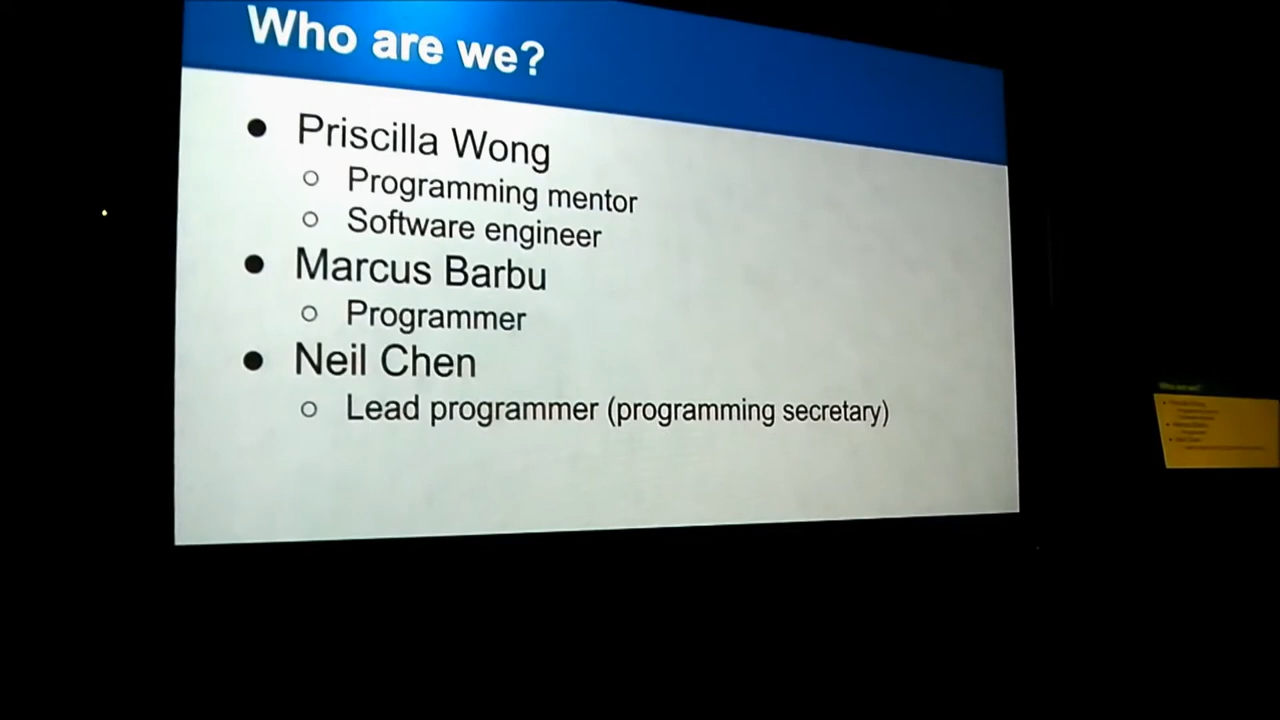 Who are we?
● Priscilla Wong
○ Programming mentor
○ Software engineer
● Marcus Barbu
○ Programmer
● Neil Chen
○ Lead programmer (programming secretary)